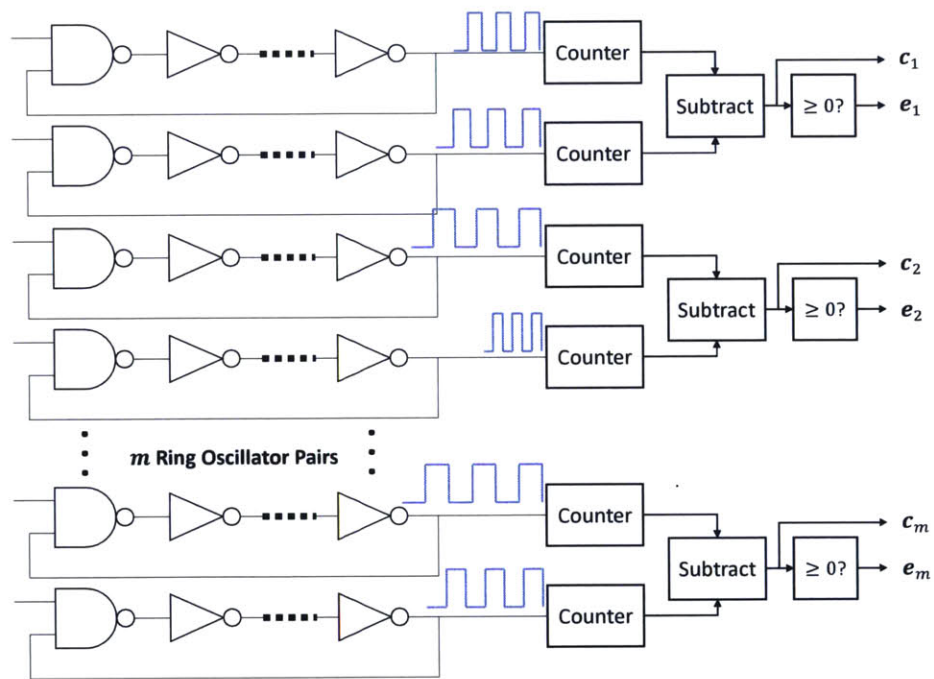 Counter
c₁
Subtract
≥ 0?
e₁
Counter
Counter
c₂
Subtract
≥ 0?
e₂
Counter
m Ring Oscillator Pairs
Counter
cₘ
Subtract
≥ 0?
eₘ
Counter